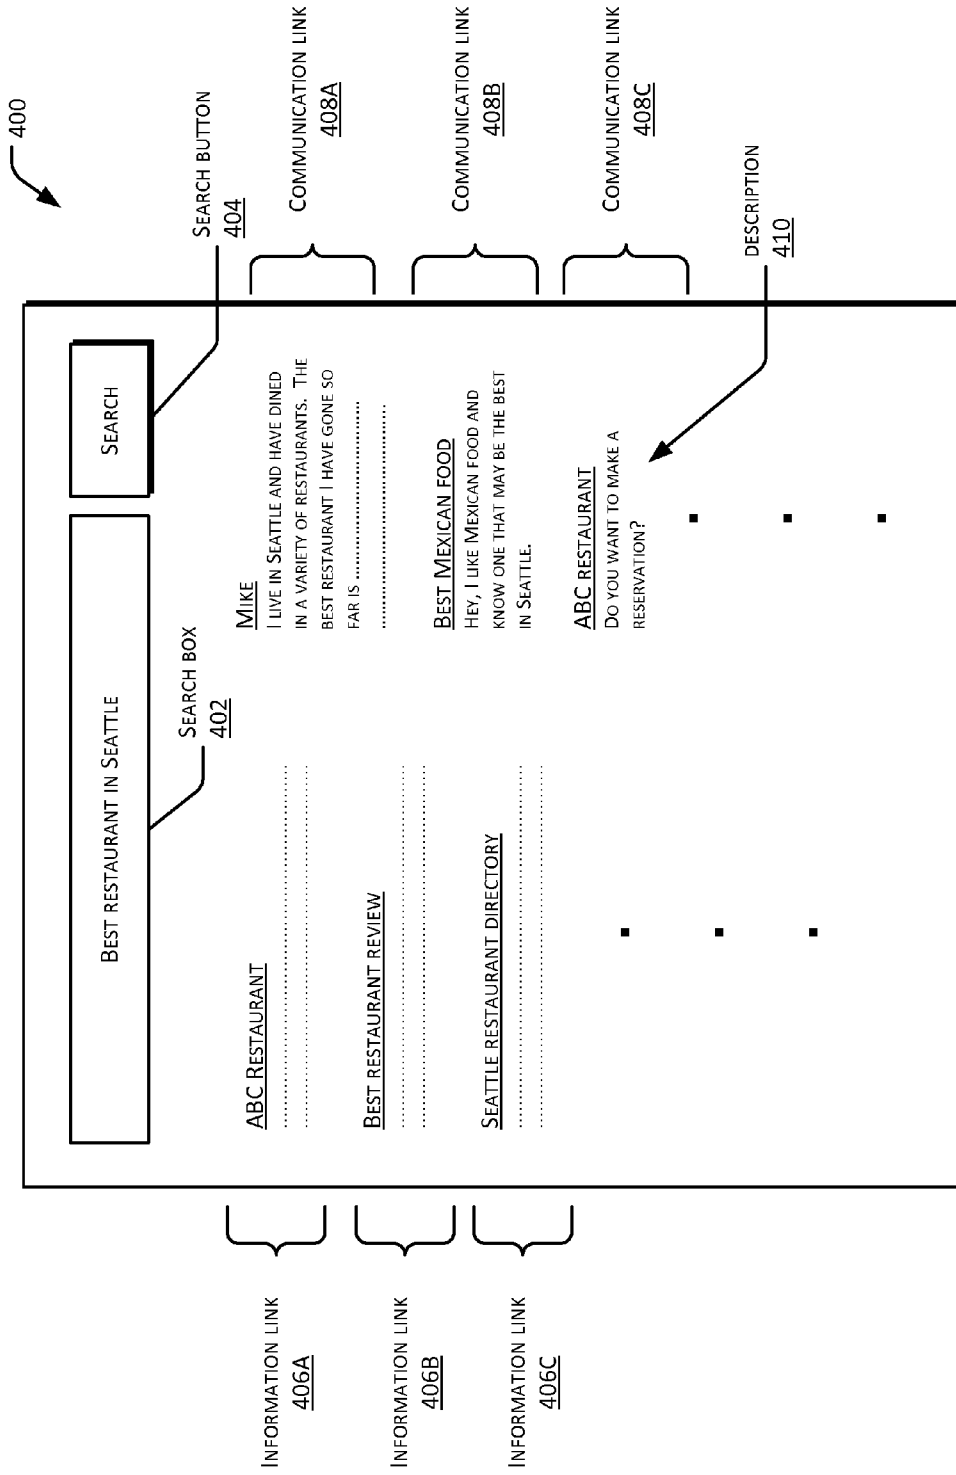 400
Best restaurant in Seattle
Search
Search box
402
Search button
404
Information link
406A
ABC Restaurant
Information link
406B
Best restaurant review
Information link
406C
Seattle restaurant directory
Mike
I live in Seattle and have dined
in a variety of restaurants. The
best restaurant I have gone so
far is ..............................
..........................................
Communication link
408A
Best Mexican food
Hey, I like Mexican food and
know one that may be the best
in Seattle.
Communication link
408B
ABC restaurant
Do you want to make a
reservation?
Communication link
408C
description
410